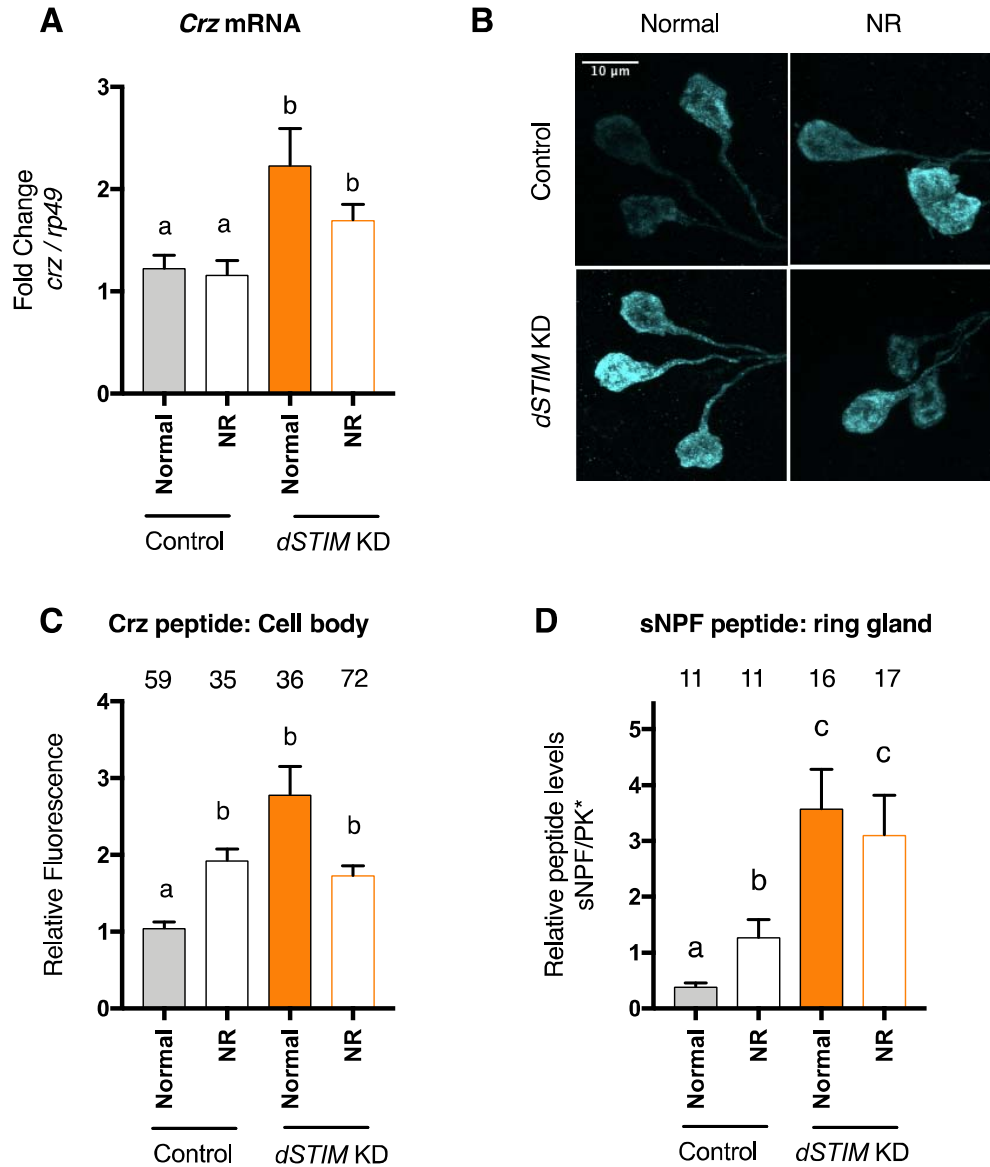 A
Crz mRNA
Fold Change
crz / rp49
3
2
1
0
a
a
b
b
Normal
NR
Normal
NR
Control
dSTIM KD
B
Normal
NR
Control
dSTIM KD
10 μm
C
Crz peptide: Cell body
59 35 36 72
Relative Fluorescence
4
3
2
1
0
a
b
b
b
Normal
NR
Normal
NR
Control
dSTIM KD
D
sNPF peptide: ring gland
11 11 16 17
Relative peptide levels
sNPF/PK*
5
4
3
2
1
0
a
b
c
c
Normal
NR
Normal
NR
Control
dSTIM KD